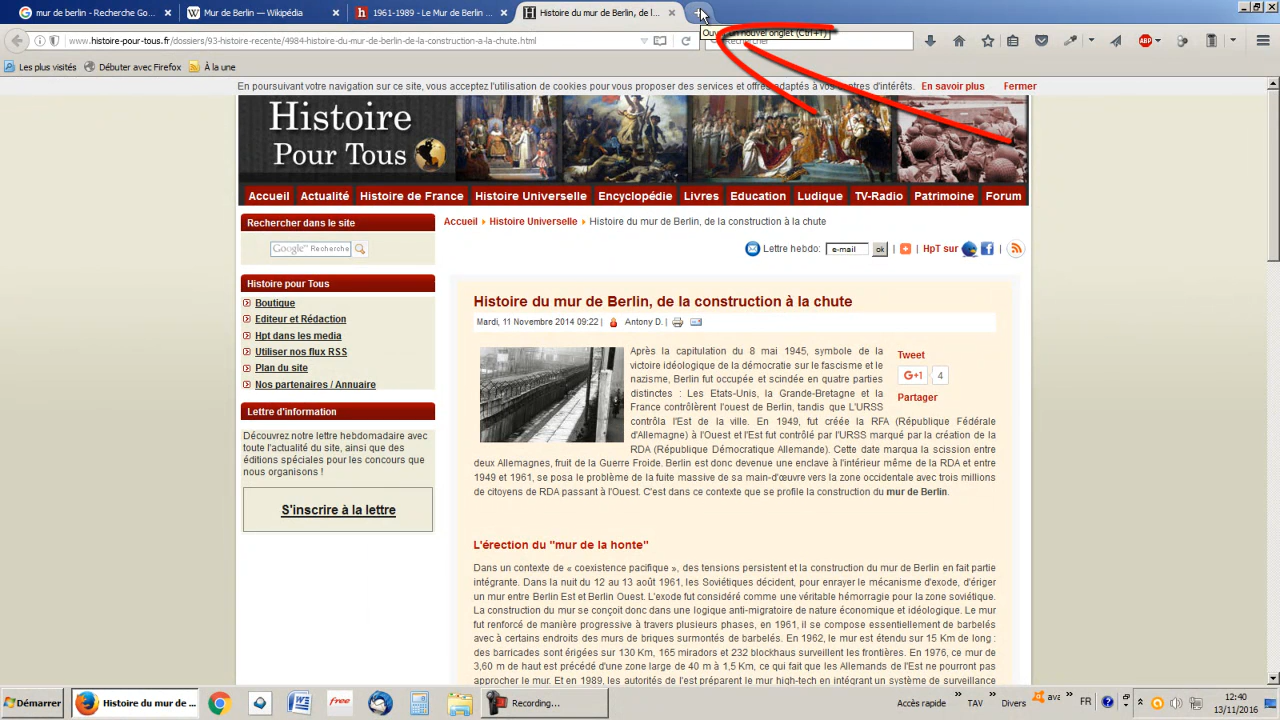 mur de berlin - Recherche Go...
Mur de Berlin — Wikipédia
1961-1989 - Le Mur de Berlin ...
Histoire du mur de Berlin, de l...
www.histoire-pour-tous.fr/dossiers/93-histoire-recente/4984-histoire-du-mur-de-berlin-de-la-construction-a-la-chute.html
Ouvrir un nouvel onglet (Ctrl+T)
Les plus visités
Débuter avec Firefox
À la une
En poursuivant votre navigation sur ce site, vous acceptez l'utilisation de cookies pour vous proposer des services et offres adaptés à vos centres d'intérêts. En savoir plus Fermer
Histoire
Pour Tous
Accueil Actualité Histoire de France Histoire Universelle Encyclopédie Livres Education Ludique TV-Radio Patrimoine Forum
Rechercher dans le site
Google™ Recherche
Histoire pour Tous
Boutique
Editeur et Rédaction
Hpt dans les media
Utiliser nos flux RSS
Plan du site
Nos partenaires / Annuaire
Lettre d'information
Découvrez notre lettre hebdomadaire avec
toute l'actualité du site, ainsi que des
éditions spéciales pour les concours que
nous organisons !
S'inscrire à la lettre
Accueil Histoire Universelle Histoire du mur de Berlin, de la construction à la chute
Lettre hebdo: e-mail ok | | HpT sur |
Histoire du mur de Berlin, de la construction à la chute
Mardi, 11 Novembre 2014 09:22 | Antony D. |
Après la capitulation du 8 mai 1945, symbole de la
victoire idéologique de la démocratie sur le fascisme et le
nazisme, Berlin fut occupée et scindée en quatre parties
distinctes : Les Etats-Unis, la Grande-Bretagne et la
France contrôlèrent l'ouest de Berlin, tandis que L'URSS
contrôla l'Est de la ville. En 1949, fut créée la RFA (République Fédérale
d'Allemagne) à l'Ouest et l'Est fut contrôlé par l'URSS marqué par la création de la
RDA (République Démocratique Allemande). Cette date marqua la scission entre
deux Allemagnes, fruit de la Guerre Froide. Berlin est donc devenue une enclave à l'intérieur même de la RDA et entre
1949 et 1961, se posa le problème de la fuite massive de sa main-d'œuvre vers la zone occidentale avec trois millions
de citoyens de RDA passant à l'Ouest. C'est dans ce contexte que se profile la construction du mur de Berlin.
Tweet
G+1 4
Partager
L'érection du "mur de la honte"
Dans un contexte de « coexistence pacifique », des tensions persistent et la construction du mur de Berlin en fait partie
intégrante. Dans la nuit du 12 au 13 août 1961, les Soviétiques décident, pour enrayer le mécanisme d'exode, d'ériger
un mur entre Berlin Est et Berlin Ouest. L'exode fut considéré comme une véritable hémorragie pour la zone soviétique.
La construction du mur se conçoit donc dans une logique anti-migratoire de nature économique et idéologique. Le mur
fut renforcé de manière progressive à travers plusieurs phases, en 1961, il se compose essentiellement de barbelés
avec à certains endroits des murs de briques surmontés de barbelés. En 1962, le mur est étendu sur 15 Km de long :
des barricades sont érigées sur 130 Km, 165 miradors et 232 blockhaus surveillent les frontières. En 1976, ce mur de
3,60 m de haut est précédé d'une zone large de 40 m à 1,5 Km, ce qui fait que les Allemands de l'Est ne pourront pas
approcher le mur. Et en 1989, les autorités de l'est préparent le mur high-tech en intégrant un système de surveillance
Démarrer
Histoire du mur de ...
free
Recording...
Accès rapide
TAV
Divers
ava
FR
12:40
13/11/2016